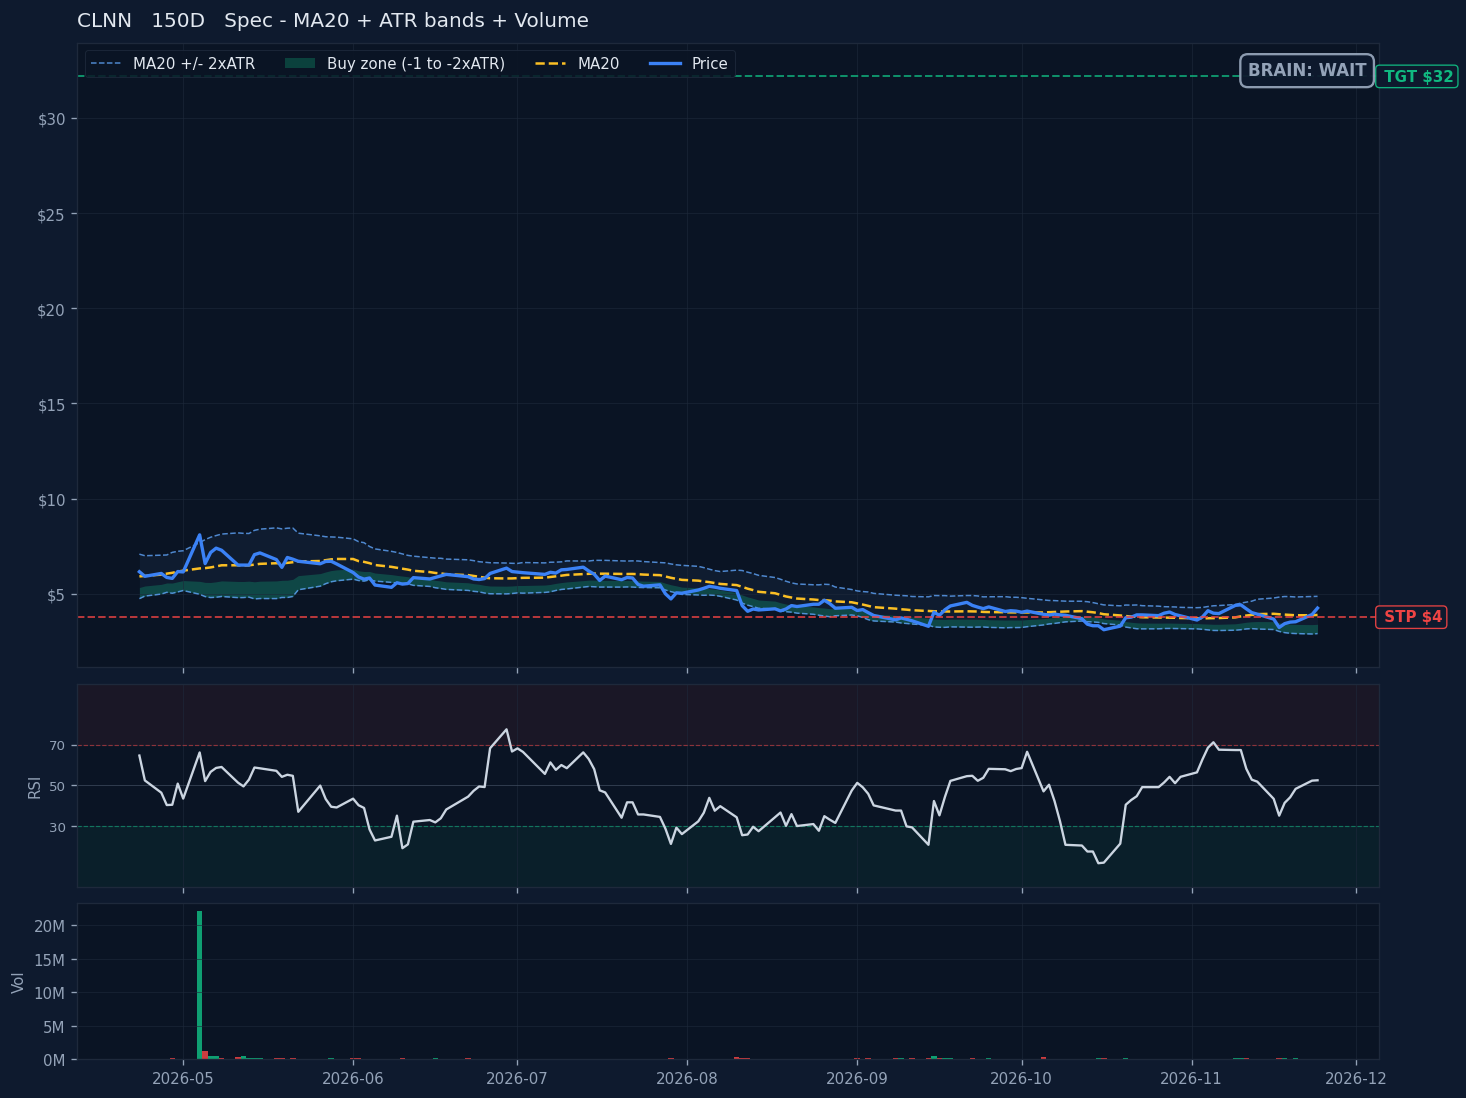 CLNN   150D   Spec - MA20 + ATR bands + Volume
MA20 +/- 2xATR
Buy zone (-1 to -2xATR)
MA20
Price
BRAIN: WAIT
TGT $32
$30
$25
$20
$15
$10
$5
STP $4
RSI
70
50
30
Vol
20M
15M
10M
5M
0M
2026-05
2026-06
2026-07
2026-08
2026-09
2026-10
2026-11
2026-12